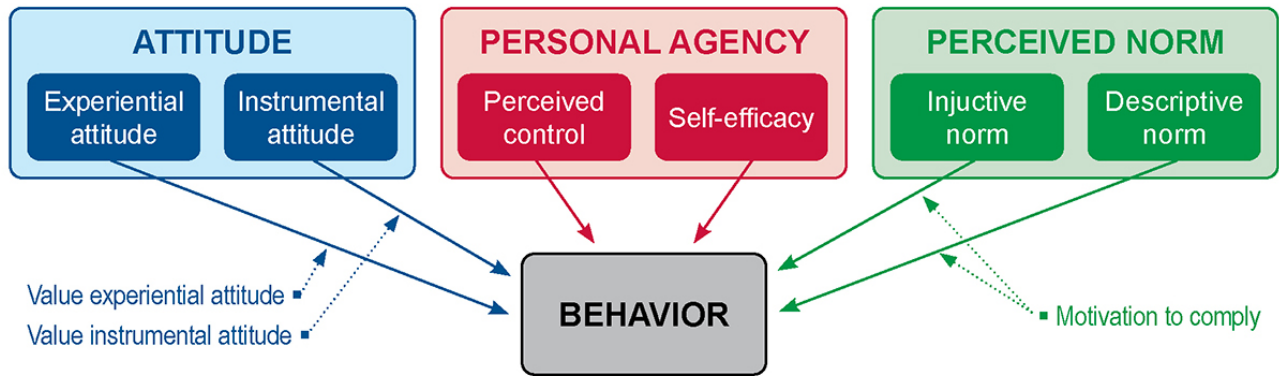 ATTITUDE
Experiential
attitude
Instrumental
attitude
PERSONAL AGENCY
Perceived
control
Self-efficacy
PERCEIVED NORM
Injuctive
norm
Descriptive
norm
Value experiential attitude
Value instrumental attitude
BEHAVIOR
Motivation to comply